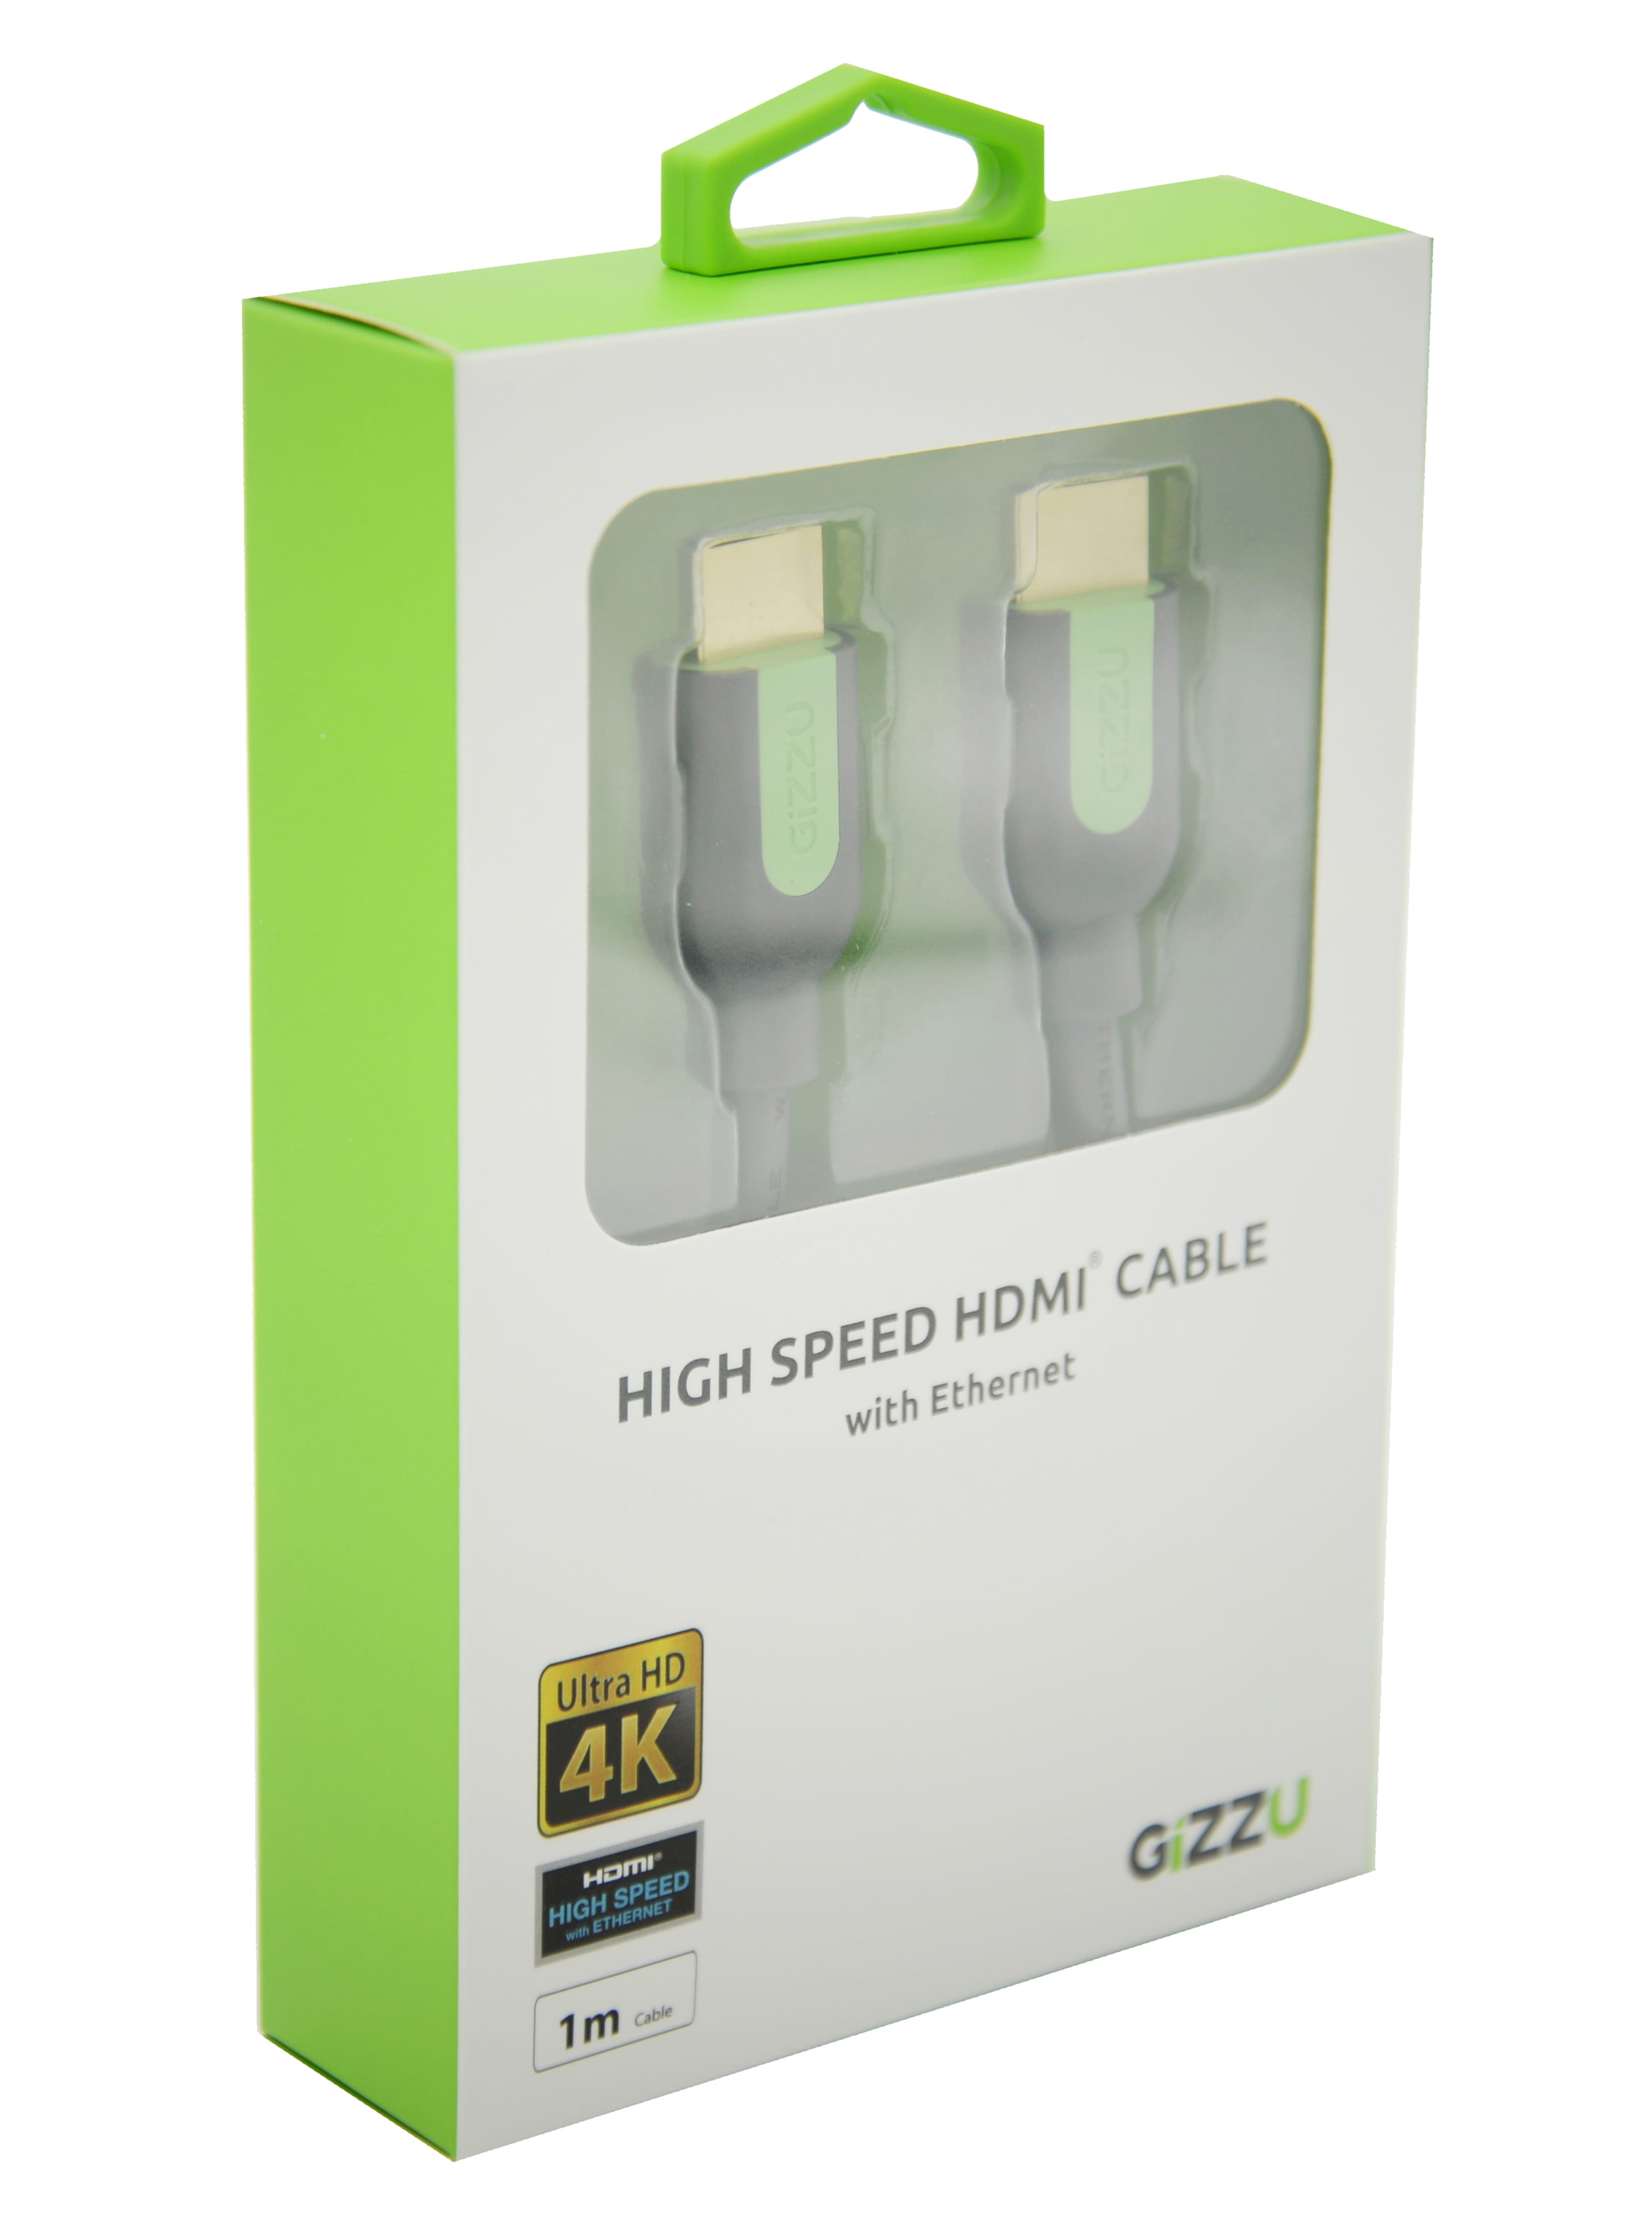 GiZZU
GiZZU
HIGH SPEED HDMI® CABLE
with Ethernet
Ultra HD
4K
HDMI®
HIGH SPEED
with ETHERNET
1m Cable
GiZZU